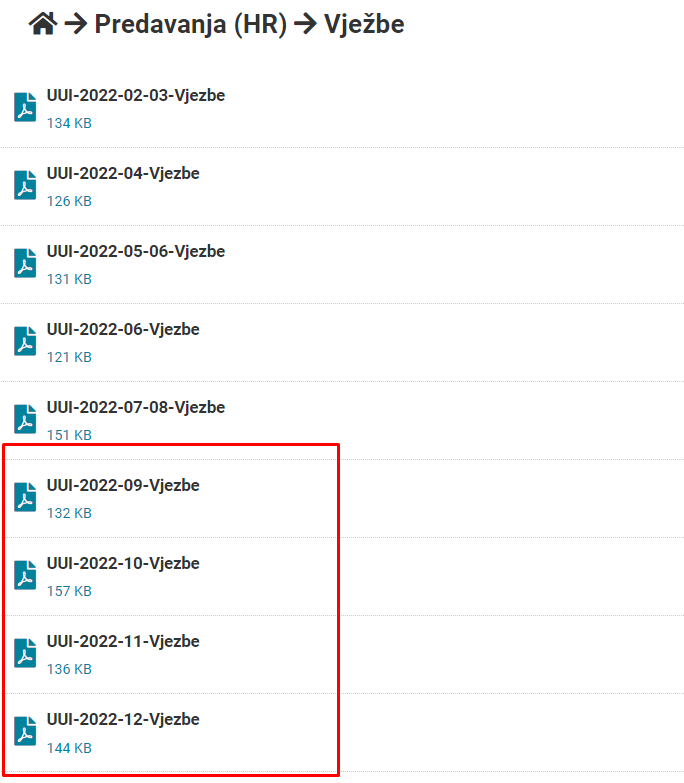 Predavanja (HR) Vježbe
UUI-2022-02-03-Vjezbe
134 KB
UUI-2022-04-Vjezbe
126 KB
UUI-2022-05-06-Vjezbe
131 KB
UUI-2022-06-Vjezbe
121 KB
UUI-2022-07-08-Vjezbe
151 KB
UUI-2022-09-Vjezbe
132 KB
UUI-2022-10-Vjezbe
157 KB
UUI-2022-11-Vjezbe
136 KB
UUI-2022-12-Vjezbe
144 KB